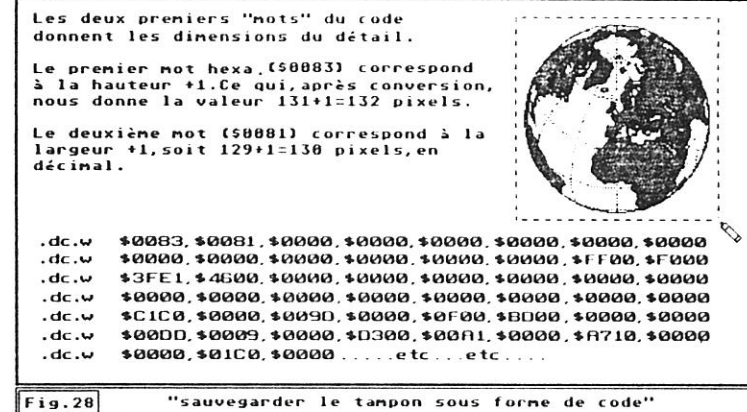 Les deux premiers "mots" du code
donnent les dimensions du détail.
Le premier mot hexa.($0083) correspond
à la hauteur +1.Ce qui,après conversion,
nous donne la valeur 131+1=132 pixels.
Le deuxième mot ($0081) correspond à la
largeur +1,soit 129+1=130 pixels,en
décimal.
.dc.w $0083,$0081,$0000,$0000,$0000,$0000,$0000,$0000
.dc.w $0000,$0000,$0000,$0000,$0000,$0000,$FF00,$F000
.dc.w $3FE1,$4600,$0000,$0000,$0000,$0000,$0000,$0000
.dc.w $0000,$0000,$0000,$0000,$0000,$0000,$0000,$0000
.dc.w $C1C0,$0000,$009D,$0000,$0F00,$BD00,$0000,$0000
.dc.w $00DD,$0009,$0000,$D300,$00A1,$0000,$A710,$0000
.dc.w $0000,$01C0,$0000.....etc...etc....
Fig.28 "sauvegarder le tampon sous forme de code"